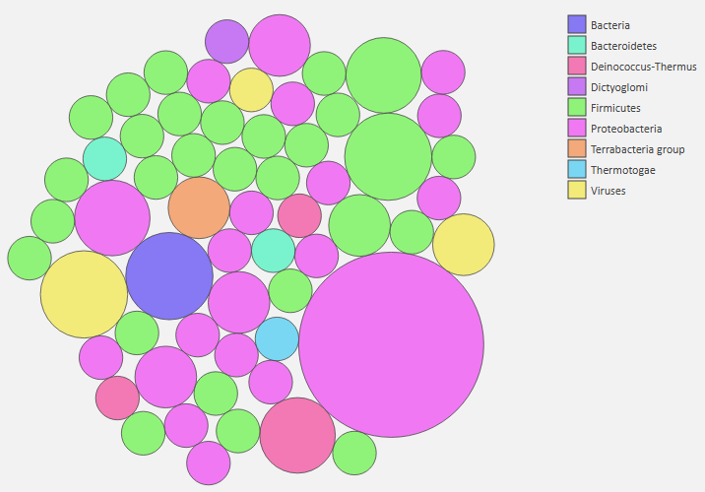 Bacteria
Bacteroidetes
Deinococcus-Thermus
Dictyoglomi
Firmicutes
Proteobacteria
Terrabacteria group
Thermotogae
Viruses